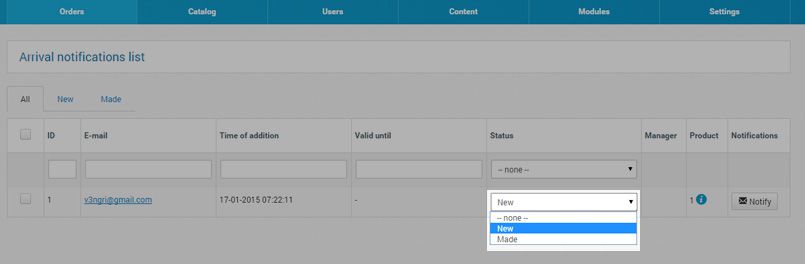 Orders Catalog Users Content Modules Settings
Arrival notifications list
All New Made
ID E-mail Time of addition Valid until Status Manager Product Notifications
-- none --
1 v3ngri@gmail.com 17-01-2015 07:22:11 - New 1 i Notify
-- none --
New
Made